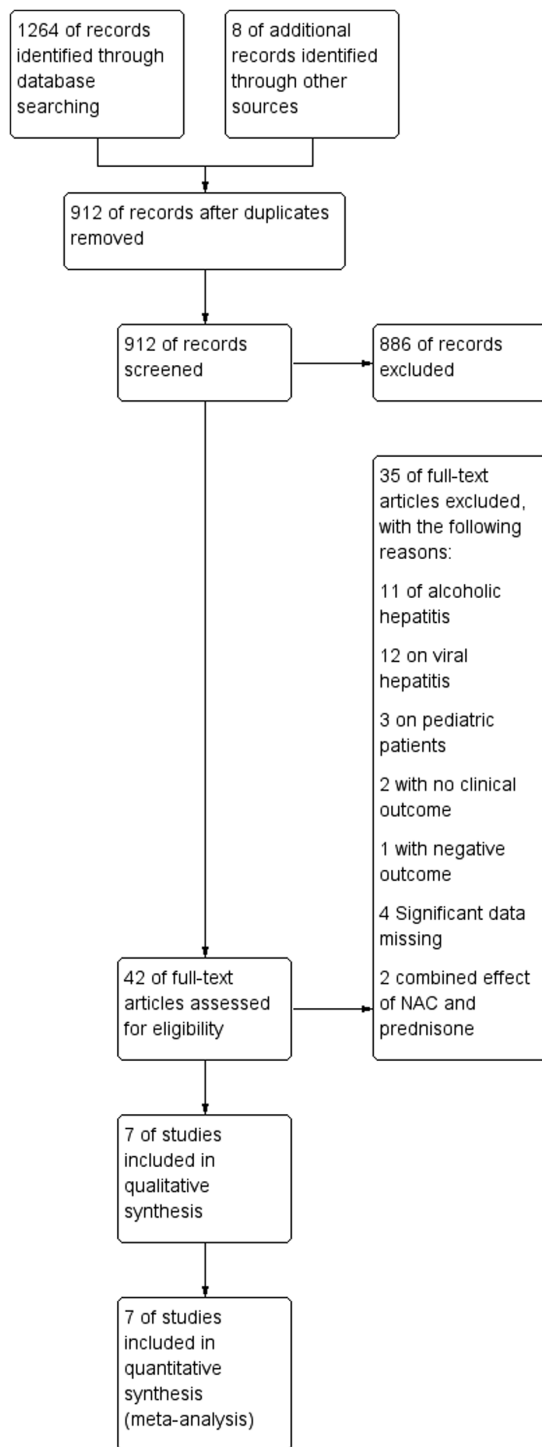 1264 of records
identified through
database
searching
8 of additional
records identified
through other
sources
912 of records after duplicates
removed
912 of records
screened
886 of records
excluded
35 of full-text
articles excluded,
with the following
reasons:
11 of alcoholic
hepatitis
12 on viral
hepatitis
3 on pediatric
patients
2 with no clinical
outcome
1 with negative
outcome
4 Significant data
missing
2 combined effect
of NAC and
prednisone
42 of full-text
articles assessed
for eligibility
7 of studies
included in
qualitative
synthesis
7 of studies
included in
quantitative
synthesis
(meta-analysis)